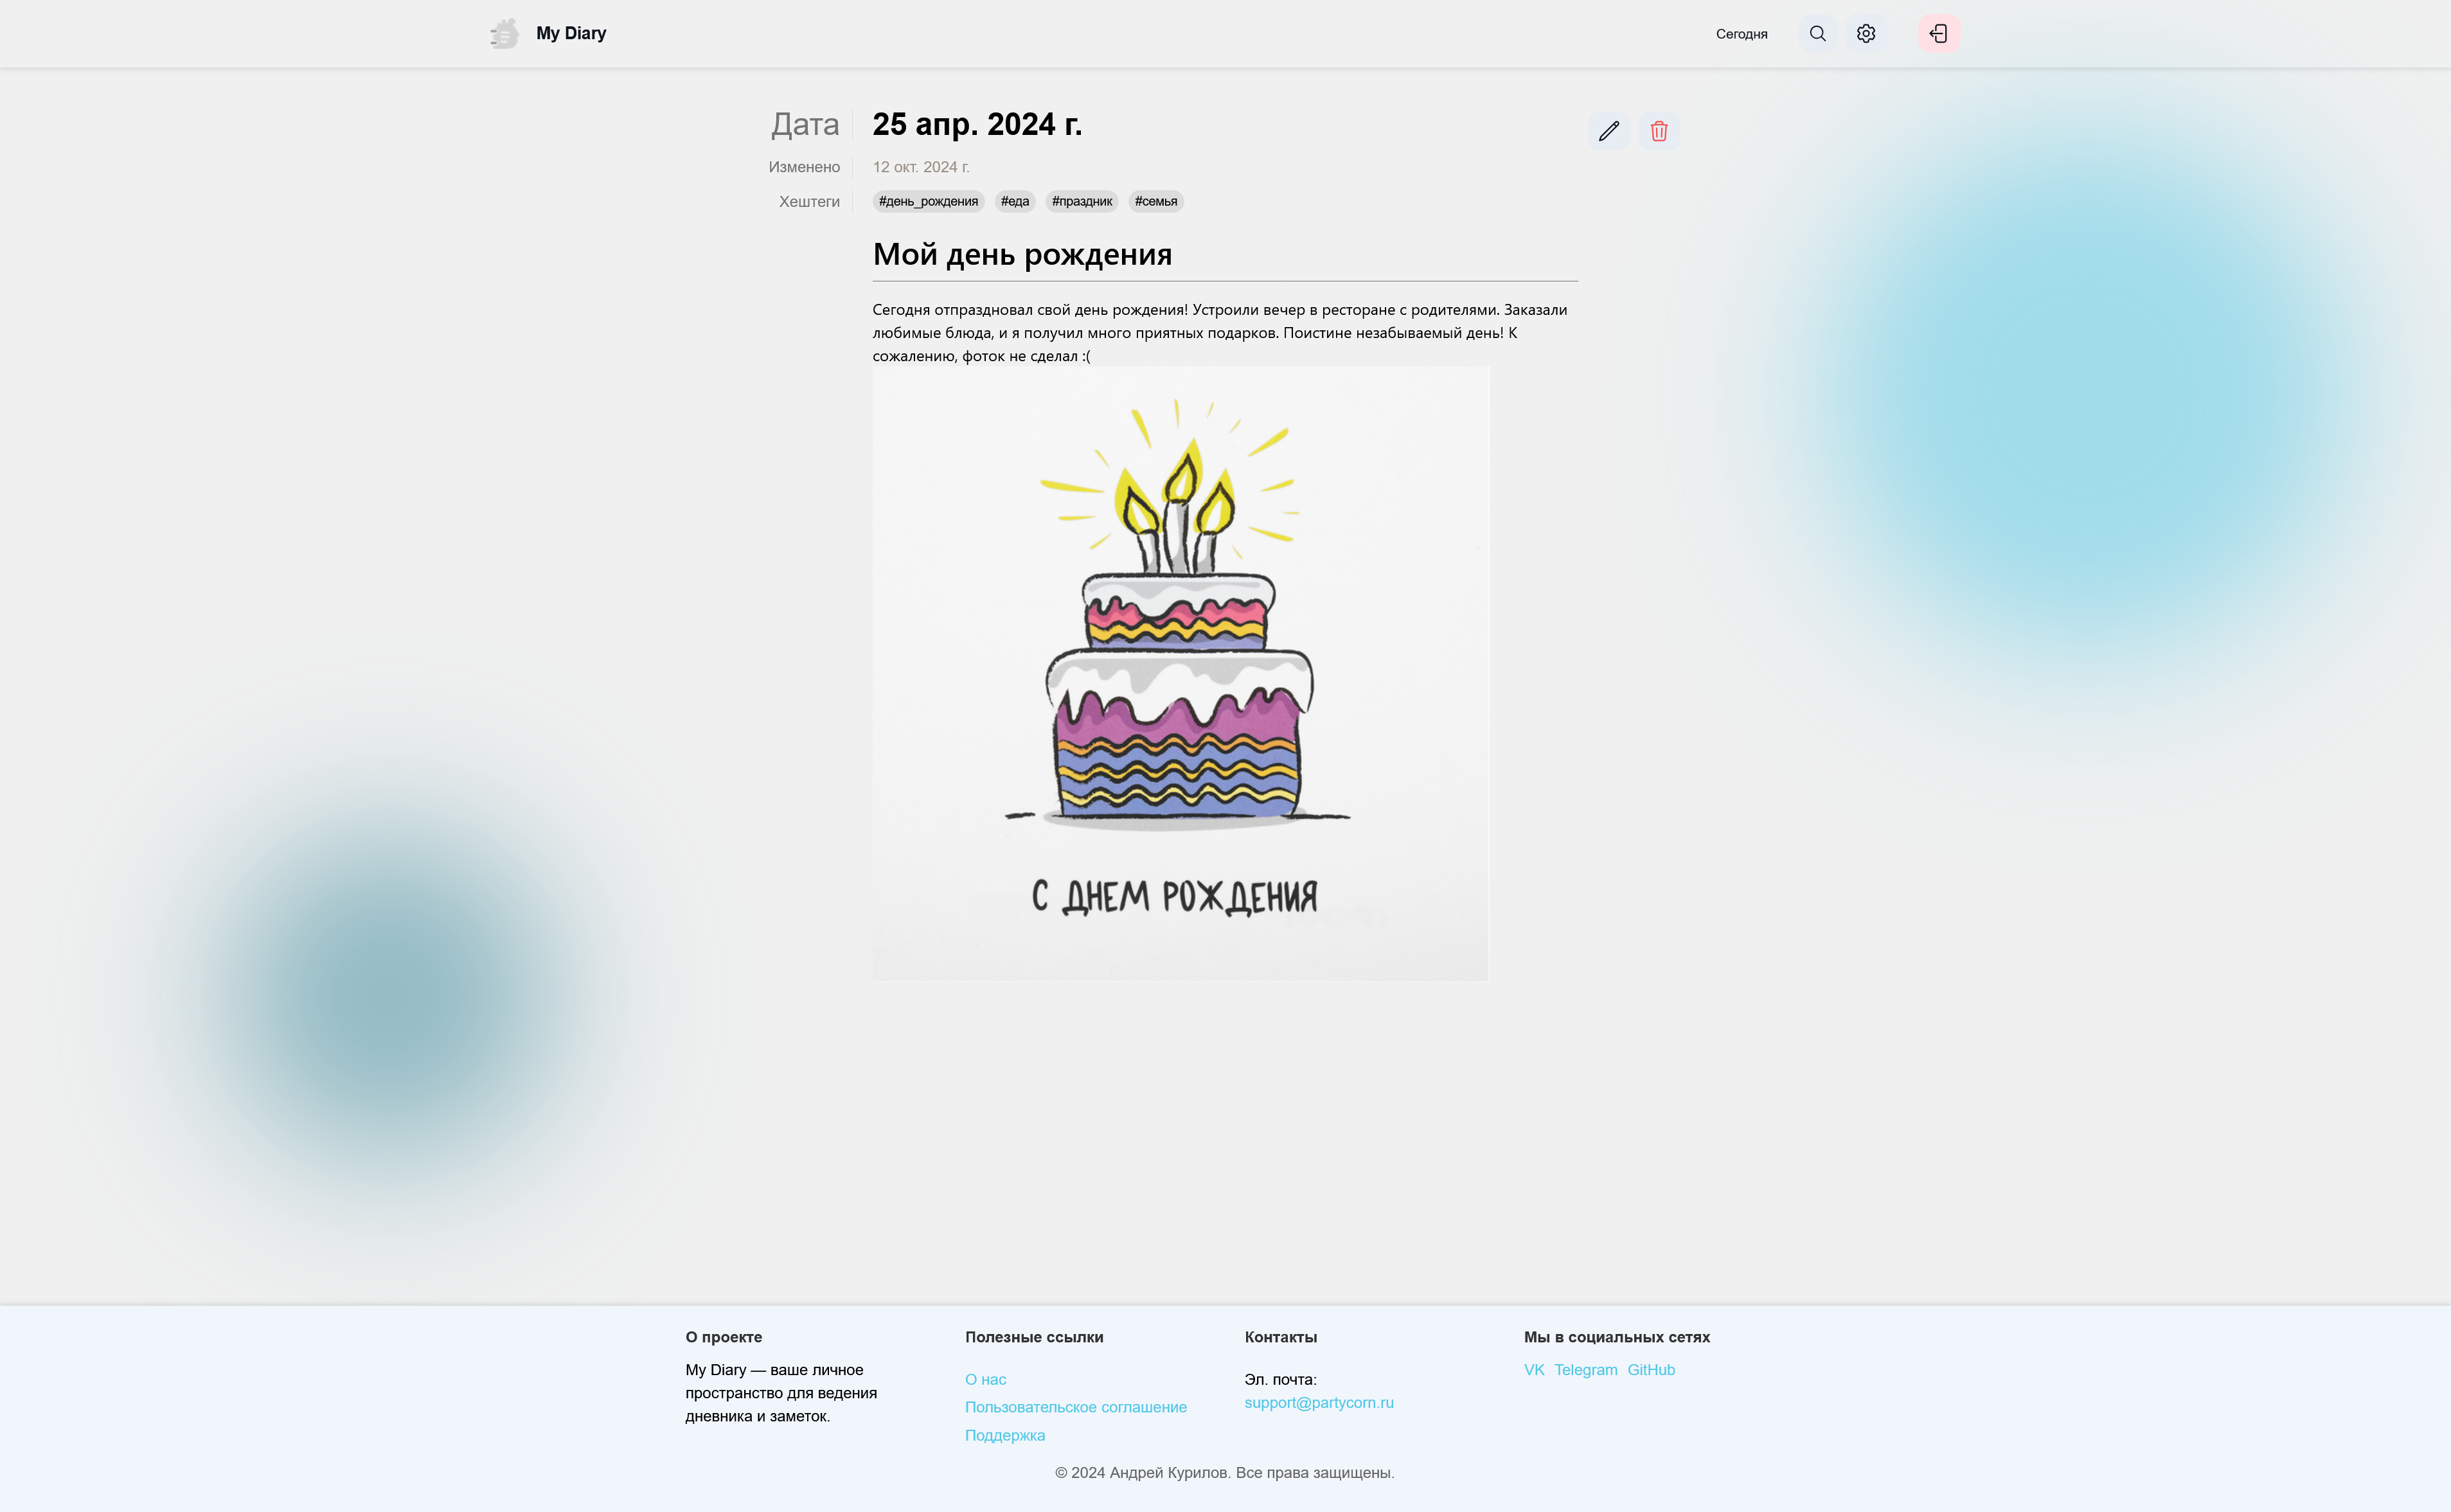 My Diary
Сегодня
Дата 25 апр. 2024 г.
Изменено 12 окт. 2024 г.
Хештеги #день_рождения #еда #праздник #семья
Мой день рождения
Сегодня отпраздновал свой день рождения! Устроили вечер в ресторане с родителями. Заказали
любимые блюда, и я получил много приятных подарков. Поистине незабываемый день! К
сожалению, фоток не сделал :(
С ДНЕМ РОЖДЕНИЯ
О проекте
My Diary — ваше личное
пространство для ведения
дневника и заметок.
Полезные ссылки
О нас
Пользовательское соглашение
Поддержка
Контакты
Эл. почта:
support@partycorn.ru
Мы в социальных сетях
VK Telegram GitHub
© 2024 Андрей Курилов. Все права защищены.